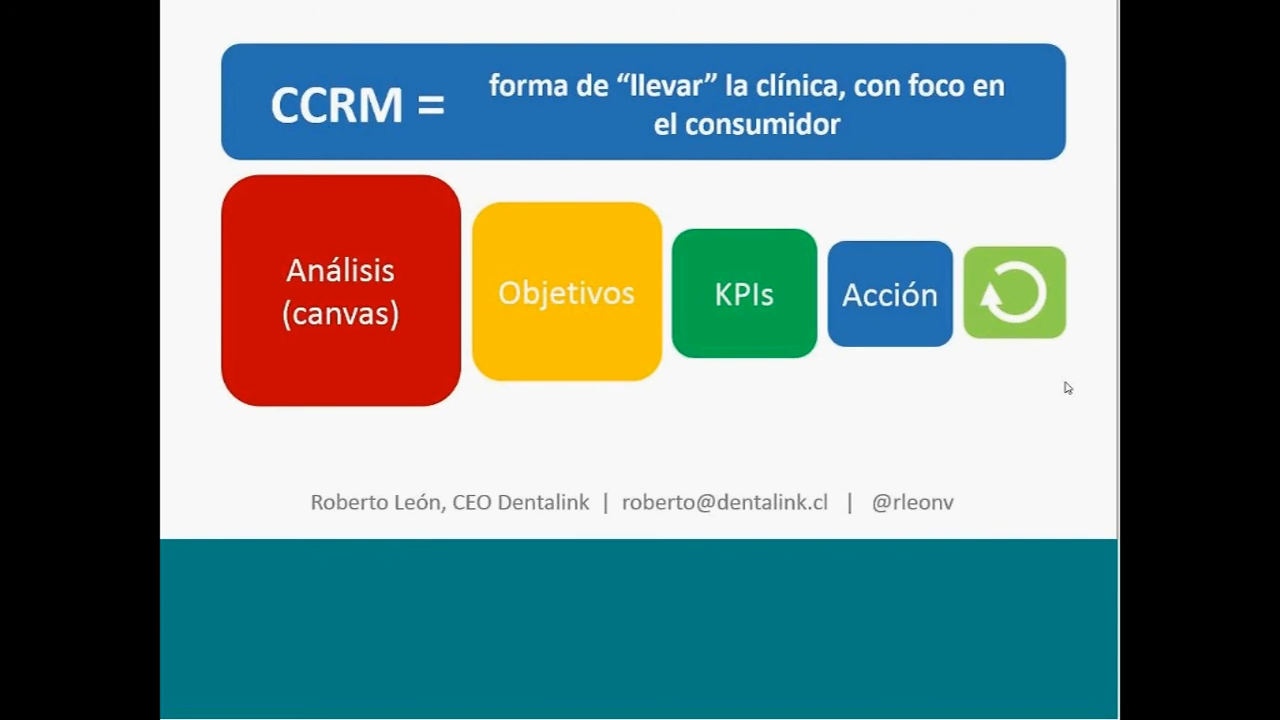 CCRM =
forma de “llevar” la clínica, con foco en
el consumidor
Análisis
(canvas)
Objetivos
KPIs
Acción
Roberto León, CEO Dentalink | roberto@dentalink.cl | @rleonv